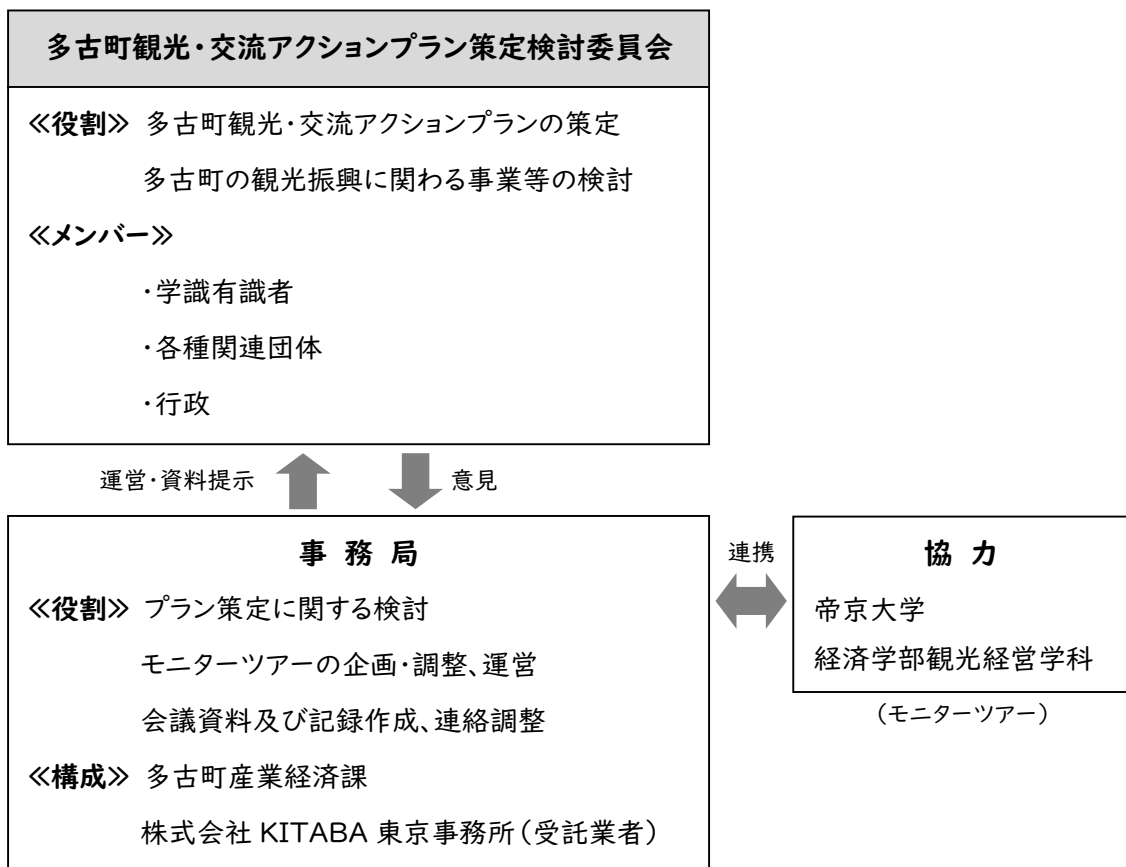 多古町観光・交流アクションプラン策定検討委員会
≪役割≫ 多古町観光・交流アクションプランの策定
多古町の観光振興に関わる事業等の検討
≪メンバー≫
・学識有識者
・各種関連団体
・行政
運営・資料提示
意見
事 務 局
≪役割≫ プラン策定に関する検討
モニターツアーの企画・調整、運営
会議資料及び記録作成、連絡調整
≪構成≫ 多古町産業経済課
株式会社 KITABA 東京事務所（受託業者）
連携
協 力
帝京大学
経済学部観光経営学科
（モニターツアー）